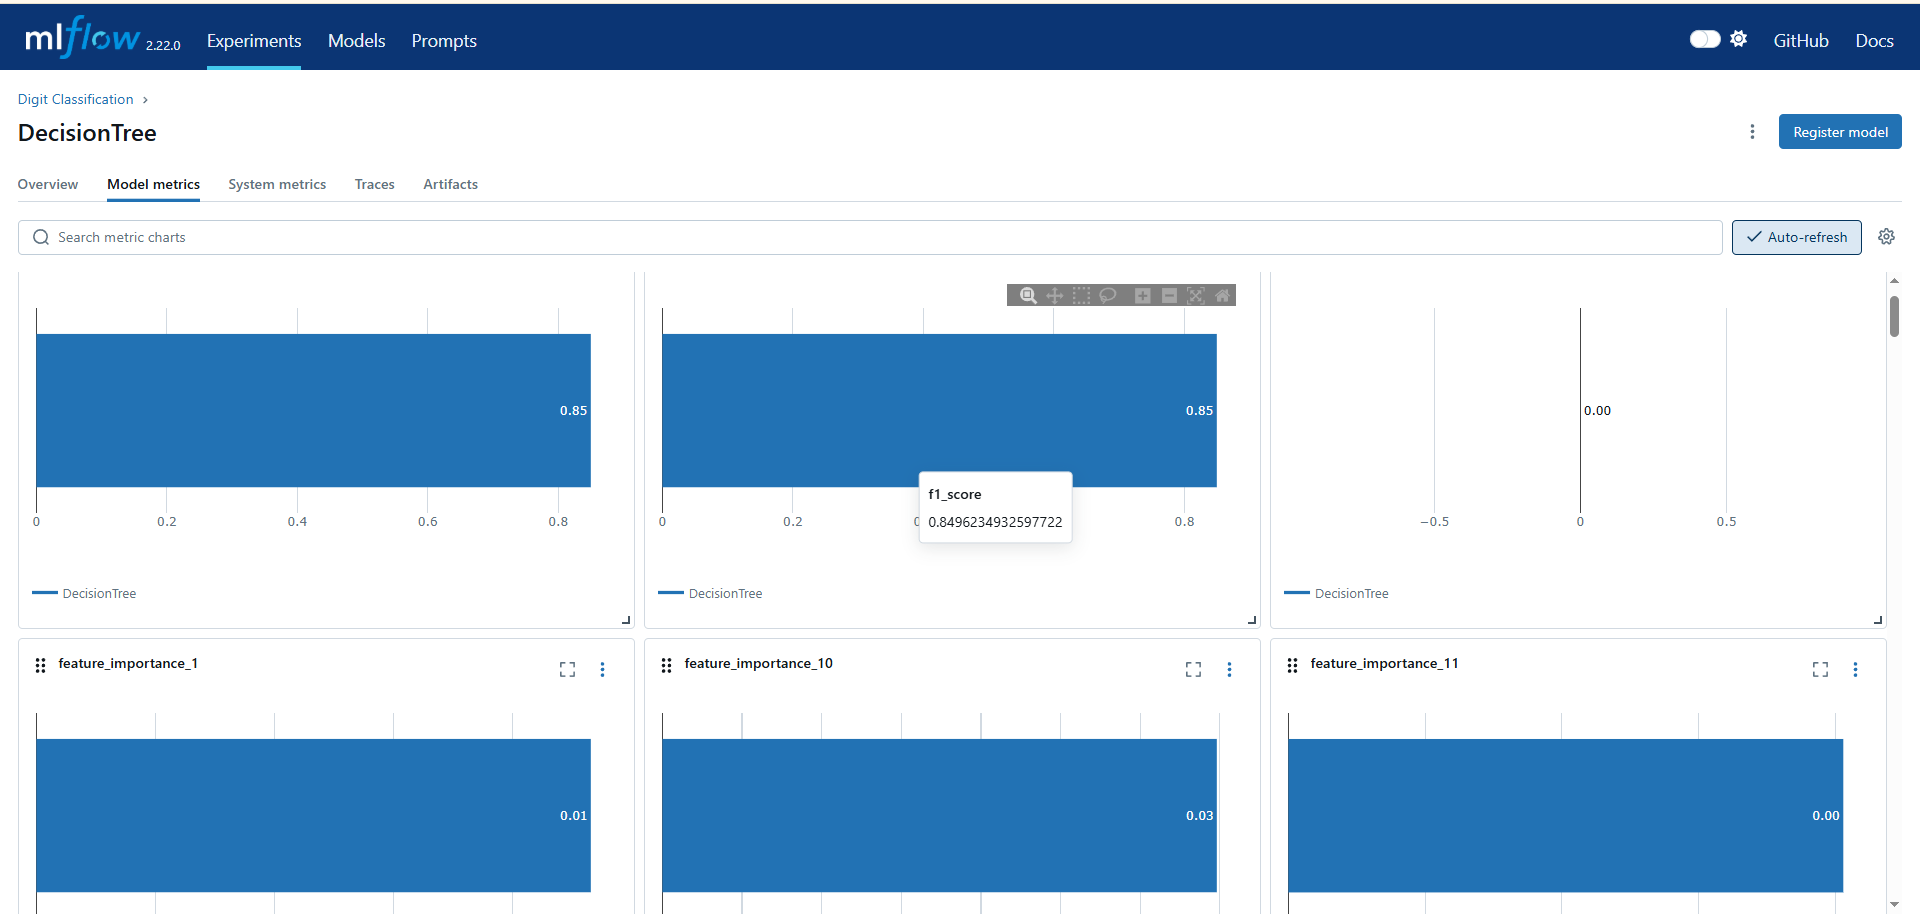 mlflow 2.22.0 Experiments Models Prompts GitHub Docs
Digit Classification
DecisionTree
Register model
Overview Model metrics System metrics Traces Artifacts
Search metric charts
Auto-refresh
0.85 0.85 0.00
f1_score
0.8496234932597722
0 0.2 0.4 0.6 0.8 0 0.2 0.8 −0.5 0 0.5
DecisionTree DecisionTree DecisionTree
feature_importance_1 feature_importance_10 feature_importance_11
0.01 0.03 0.00